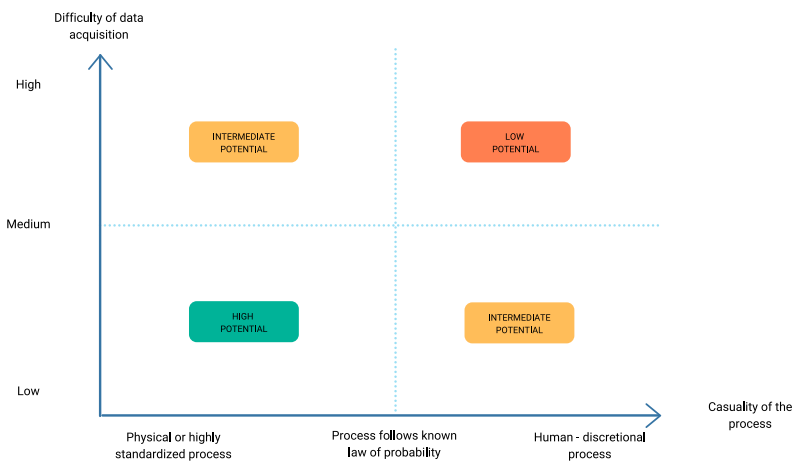 Difficulty of data
acquisition
High
INTERMEDIATE
POTENTIAL
LOW
POTENTIAL
Medium
HIGH
POTENTIAL
INTERMEDIATE
POTENTIAL
Low
Casuality of the
process
Physical or highly
standardized process
Process follows known
law of probability
Human - discretional
process